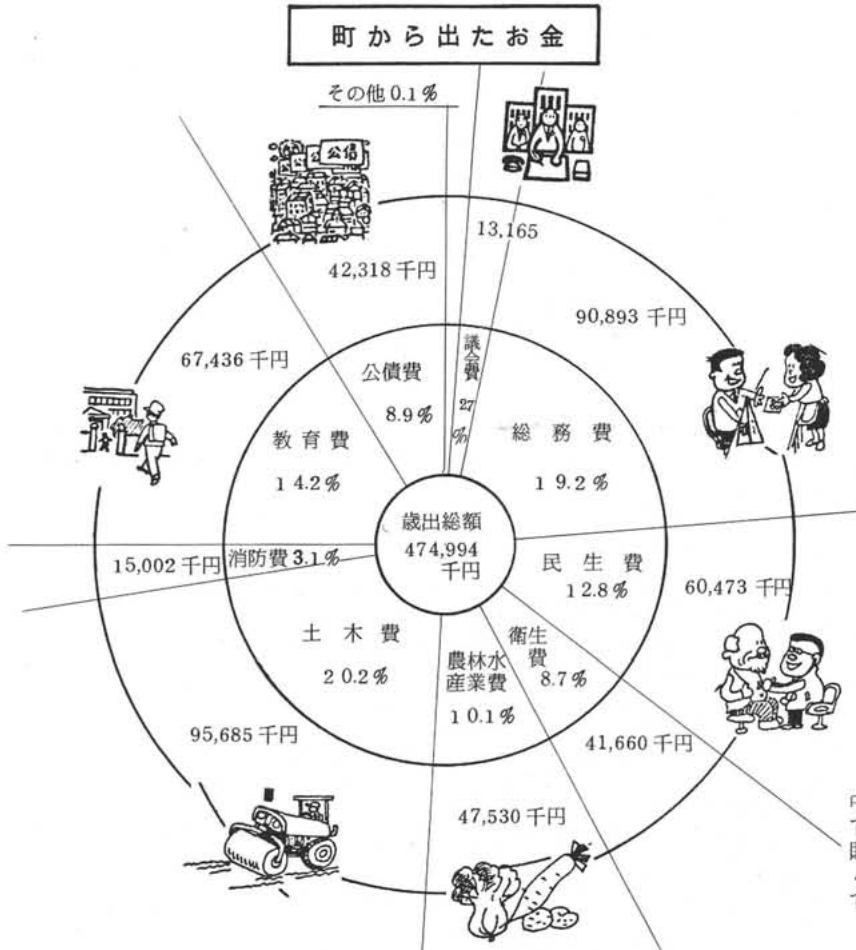 町から出たお金
その他 0.1%
公債
13,165
42,318 千円
90,893 千円
67,436 千円
議会費 27%
公債費
8.9%
総務費
19.2%
教育費
14.2%
歳出総額
474,994
千円
15,002 千円
消防費 3.1%
民生費
12.8%
60,473 千円
土木費
20.2%
衛生費
8.7%
農林水
産業費
10.1%
95,685 千円
41,660 千円
47,530 千円